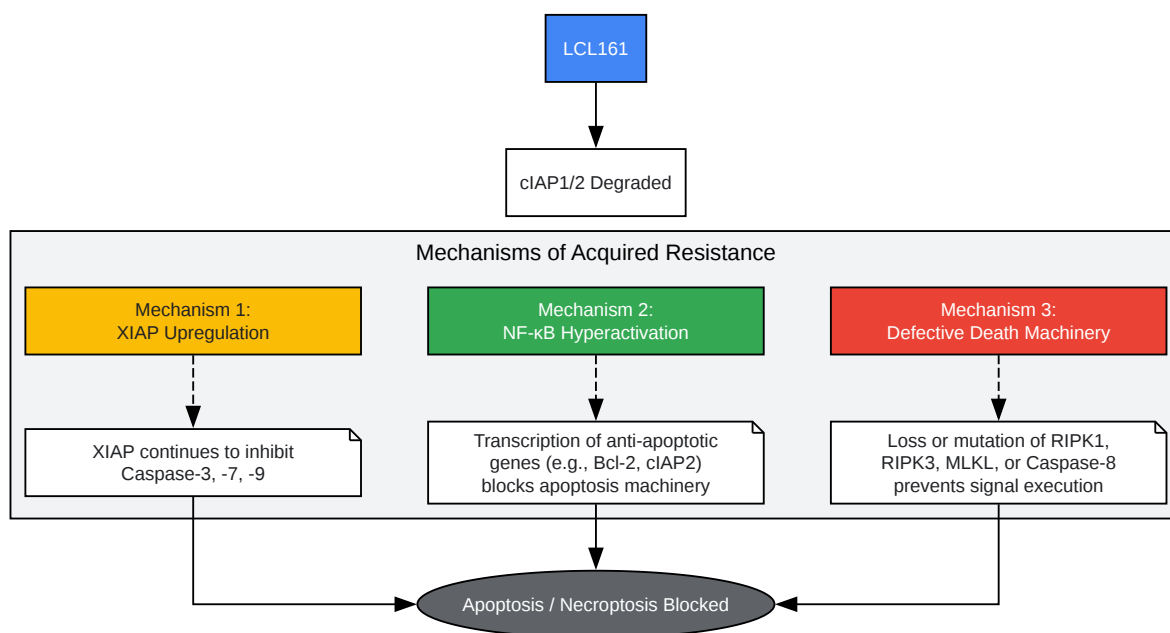 LCL161
cIAP1/2 Degraded
Mechanisms of Acquired Resistance
Mechanism 1:
XIAP Upregulation
Mechanism 2:
NF-κB Hyperactivation
Mechanism 3:
Defective Death Machinery
XIAP continues to inhibit
Caspase-3, -7, -9
Transcription of anti-apoptotic
genes (e.g., Bcl-2, cIAP2)
blocks apoptosis machinery
Loss or mutation of RIPK1,
RIPK3, MLKL, or Caspase-8
prevents signal execution
Apoptosis / Necroptosis Blocked